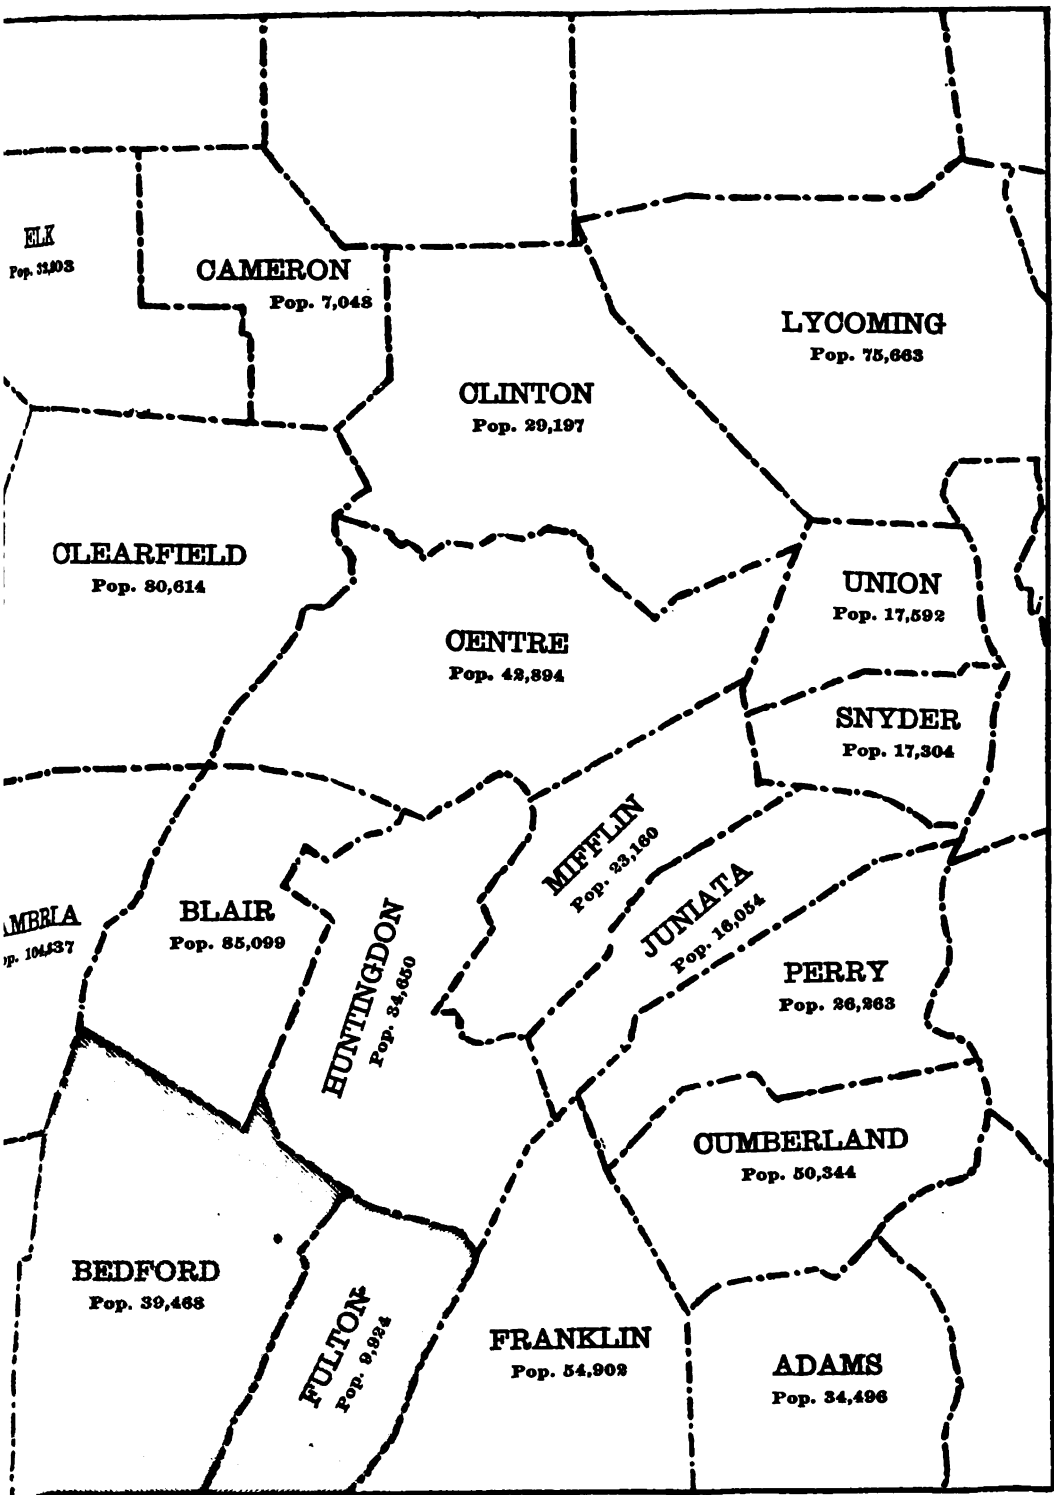 ELK
Pop.
CAMERON
Pop. 7,048
LYCOMING
Pop. 75,663
CLINTON
Pop. 29,197
CLEARFIELD
Pop. 80,614
UNION
Pop. 17,592
CENTRE
Pop. 42,894
SNYDER
Pop. 17,304
MIFFLIN
Pop. 23,160
JUNIATA
Pop. 16,054
AMBRIA
BLAIR
Pop. 85,099
HUNTINGDON
Pop. 34,650
PERRY
Pop. 26,263
CUMBERLAND
Pop. 50,344
BEDFORD
Pop. 39,468
FULTON
Pop. 9,924
FRANKLIN
Pop. 54,902
ADAMS
Pop. 34,496